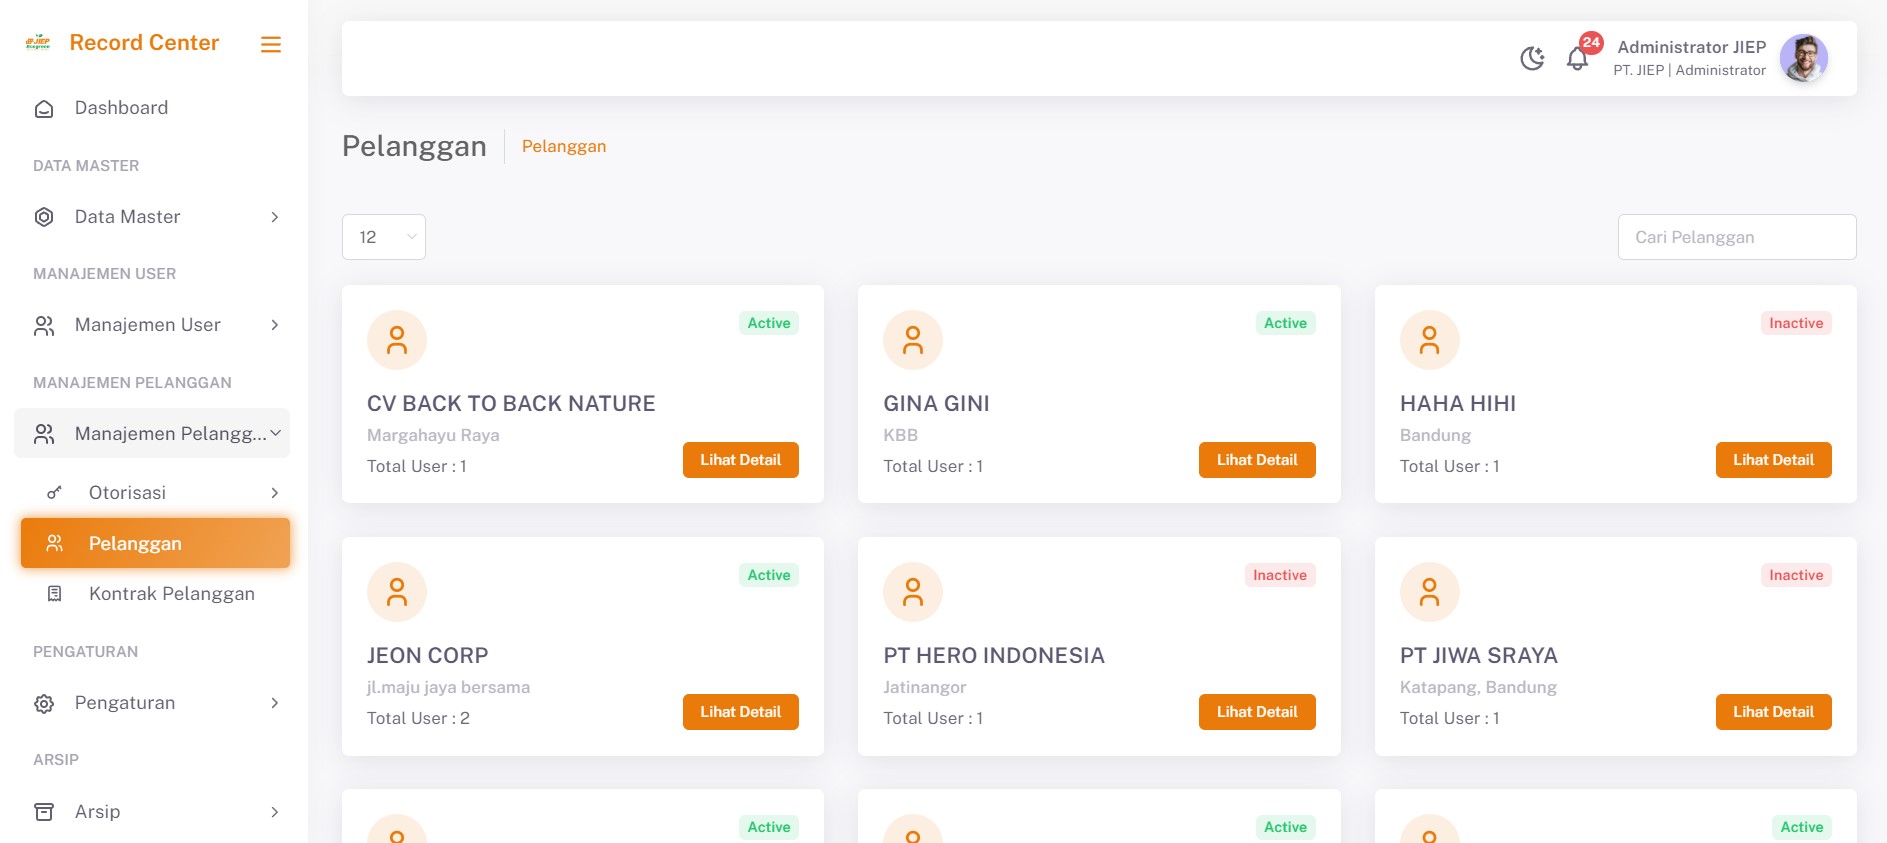 Record Center
Dashboard
DATA MASTER
Data Master
MANAJEMEN USER
Manajemen User
MANAJEMEN PELANGGAN
Manajemen Pelangg...
Otorisasi
Pelanggan
Kontrak Pelanggan
PENGATURAN
Pengaturan
ARSIP
Arsip
24
Administrator JIEP
PT. JIEP | Administrator
Pelanggan
Pelanggan
12
Cari Pelanggan
Active
CV BACK TO BACK NATURE
Margahayu Raya
Total User : 1
Lihat Detail
Active
GINA GINI
KBB
Total User : 1
Lihat Detail
Inactive
HAHA HIHI
Bandung
Total User : 1
Lihat Detail
Active
JEON CORP
jl.maju jaya bersama
Total User : 2
Lihat Detail
Inactive
PT HERO INDONESIA
Jatinangor
Total User : 1
Lihat Detail
Inactive
PT JIWA SRAYA
Katapang, Bandung
Total User : 1
Lihat Detail
Active
Active
Active